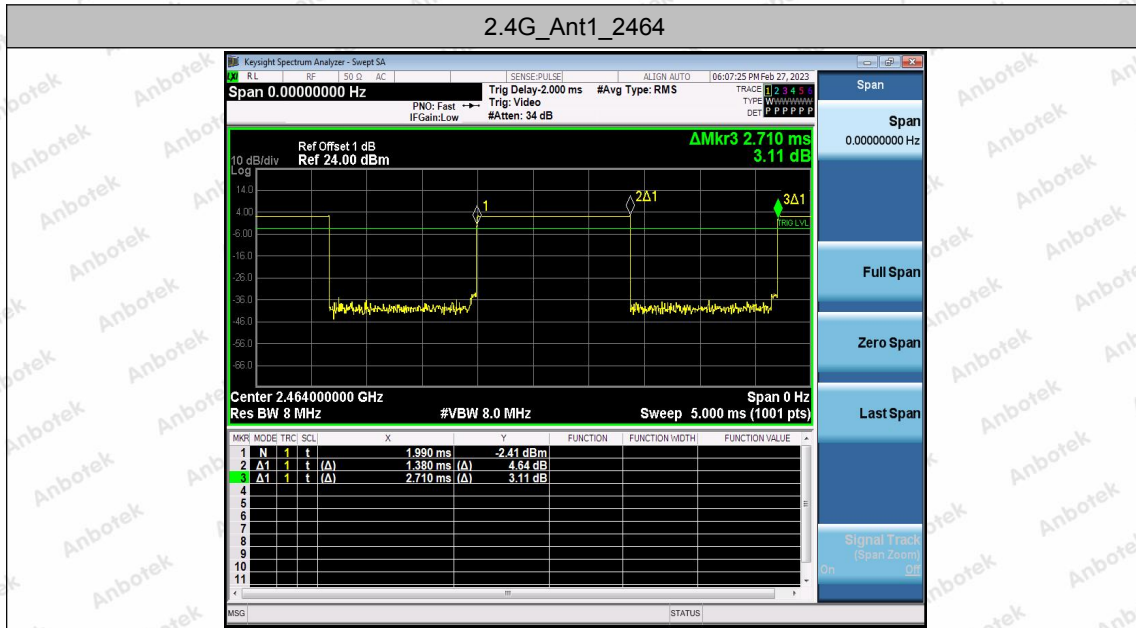 2.4G_Ant1_2464
Keysight Spectrum Analyzer - Swept SA
RL RF 50 Ω AC SENSE:PULSE ALIGN AUTO 06:07:25 PM Feb 27, 2023
Span 0.00000000 Hz
PNO: Fast
IFGain:Low
Trig Delay-2.000 ms
Trig: Video
#Atten: 34 dB
#Avg Type: RMS
TRACE 1 2 3 4 5 6
TYPE WWWWWW
DET P P P P P P
ΔMkr3 2.710 ms
3.11 dB
Ref Offset 1 dB
10 dB/div Ref 24.00 dBm
Log
14.0
4.00
-6.00
-16.0
-26.0
-36.0
-46.0
-56.0
-66.0
1
2Δ1
3Δ1
TRIG LVL
Center 2.464000000 GHz Span 0 Hz
Res BW 8 MHz #VBW 8.0 MHz Sweep 5.000 ms (1001 pts)
MKR MODE TRC SCL X Y FUNCTION FUNCTION WIDTH FUNCTION VALUE
1 N 1 t 1.990 ms -2.41 dBm
2 Δ1 1 t (Δ) 1.380 ms (Δ) 4.64 dB
3 Δ1 1 t (Δ) 2.710 ms (Δ) 3.11 dB
4
5
6
7
8
9
10
11
MSG STATUS
Span
Span
0.00000000 Hz
Full Span
Zero Span
Last Span
Signal Track
(Span Zoom)
On Off
Anbotek